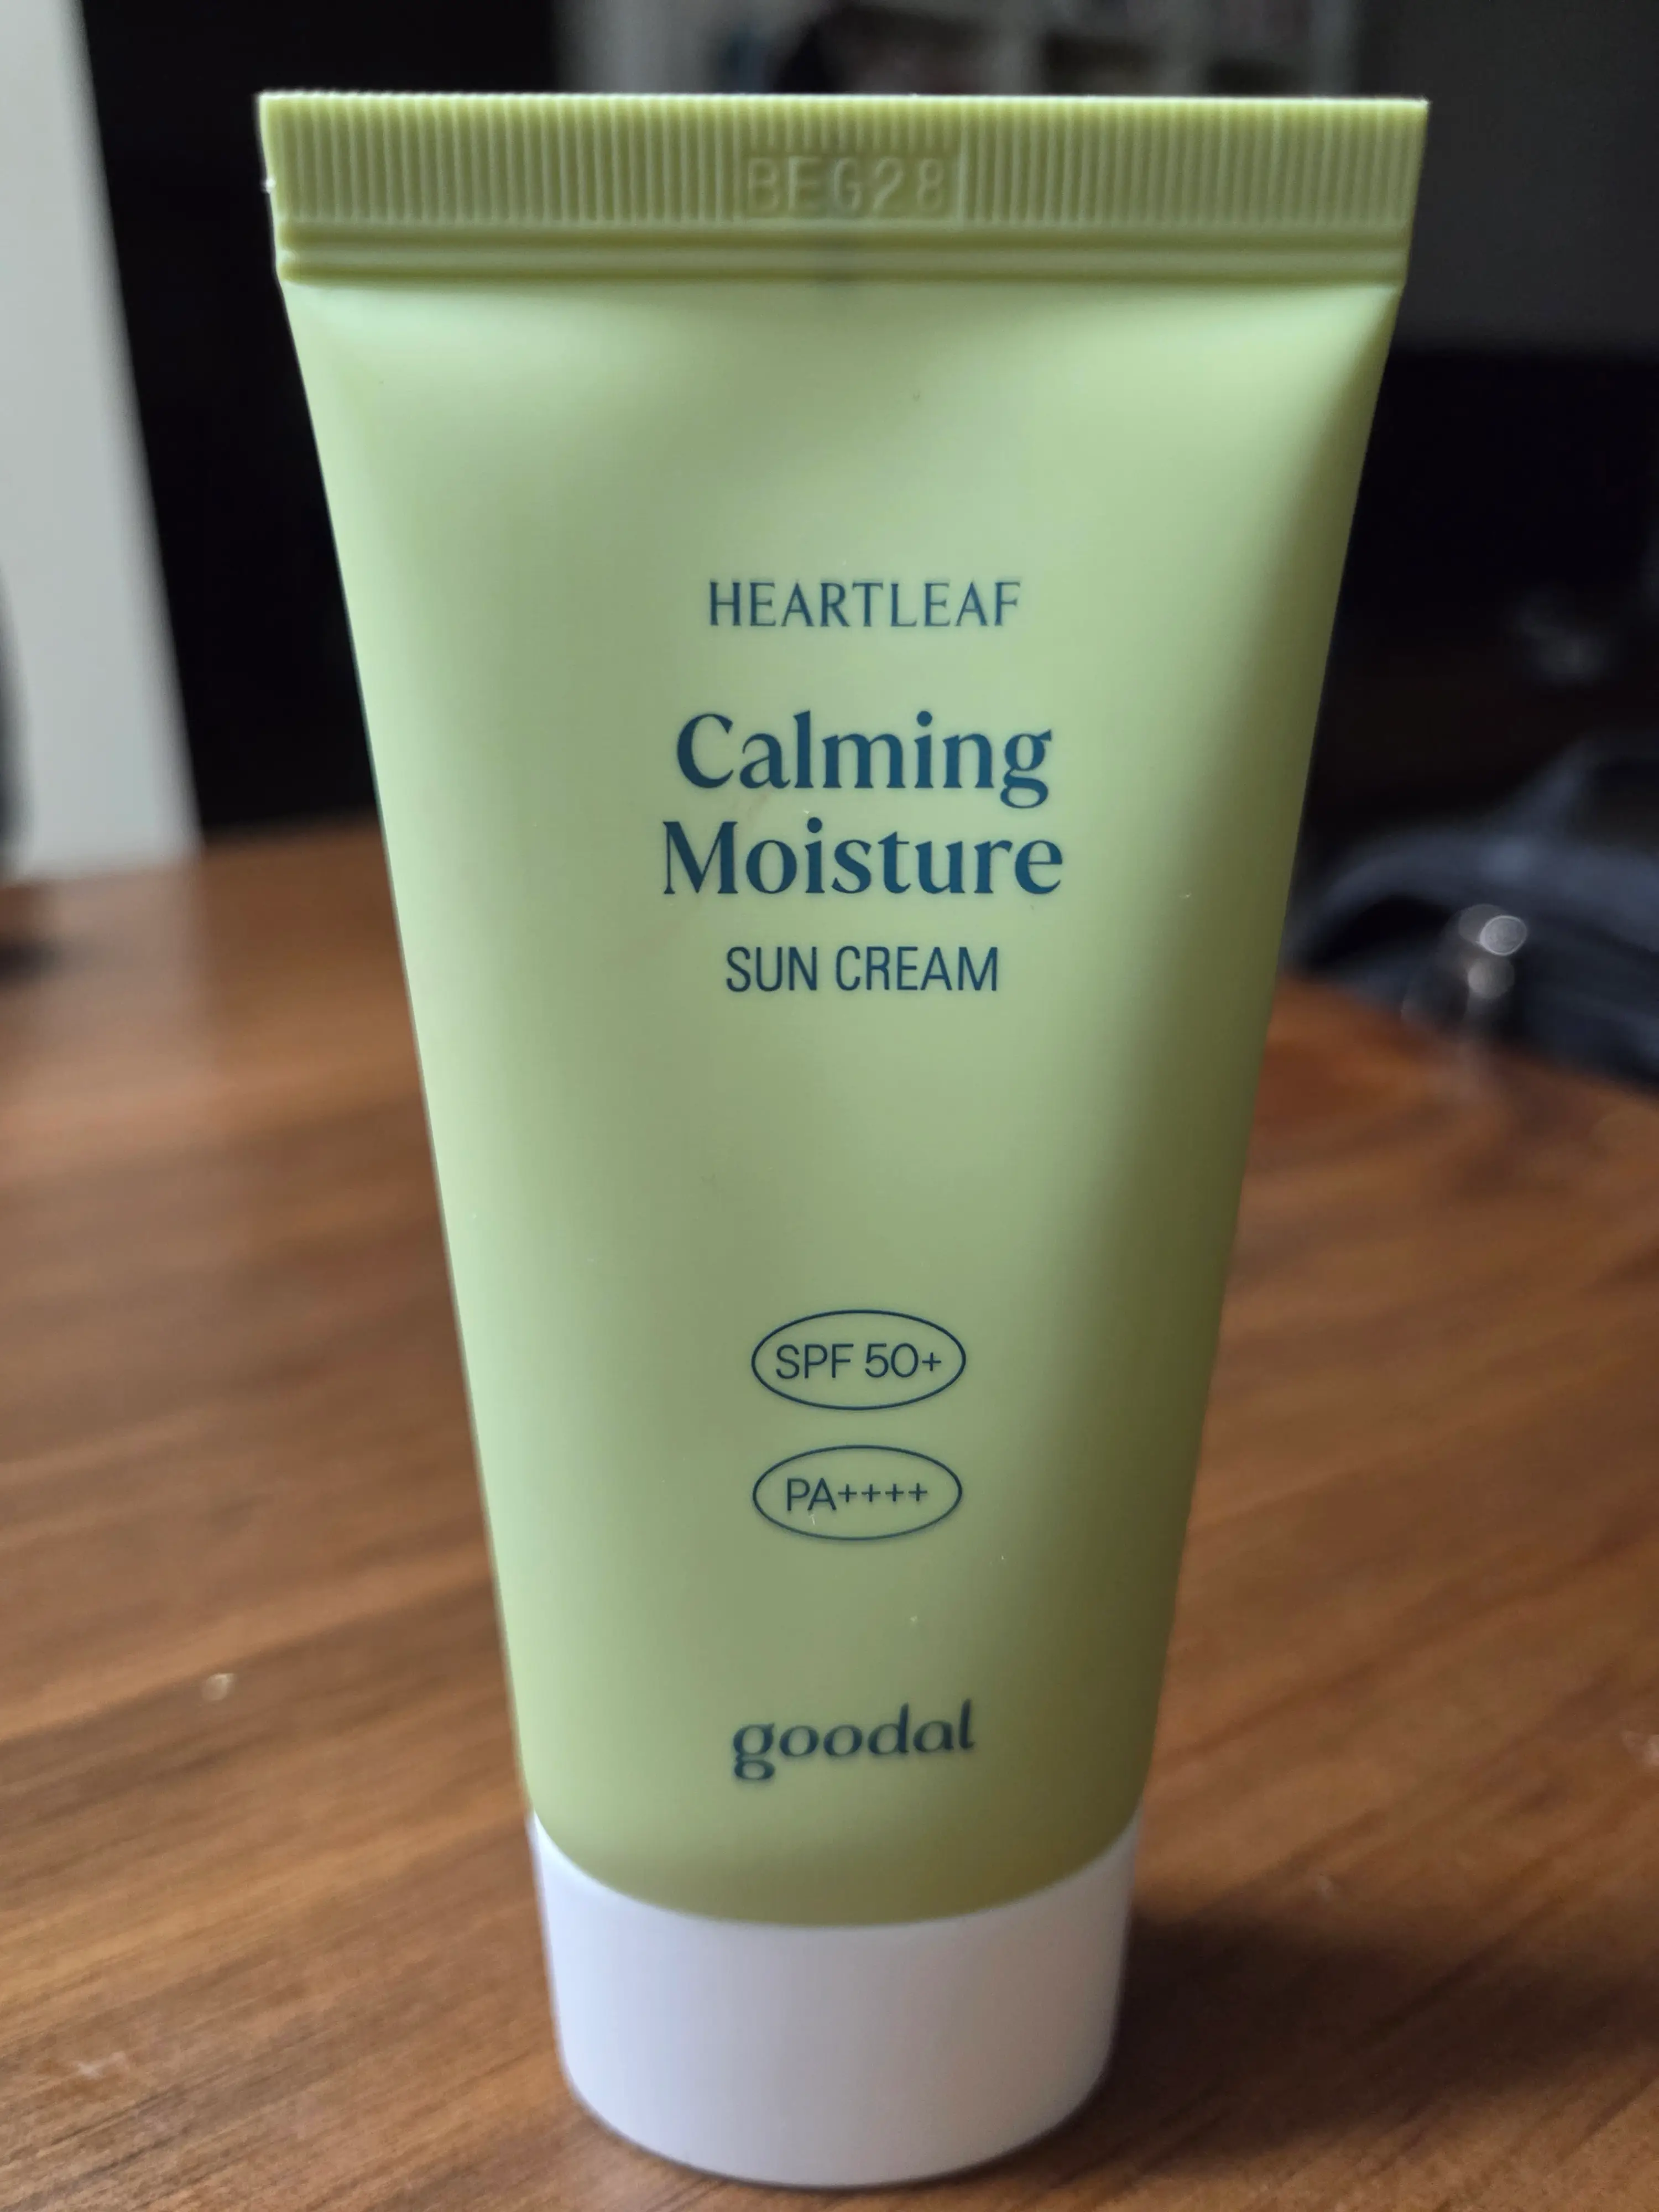 BEG28
HEARTLEAF
Calming
Moisture
SUN CREAM
SPF 50+
PA++++
goodal